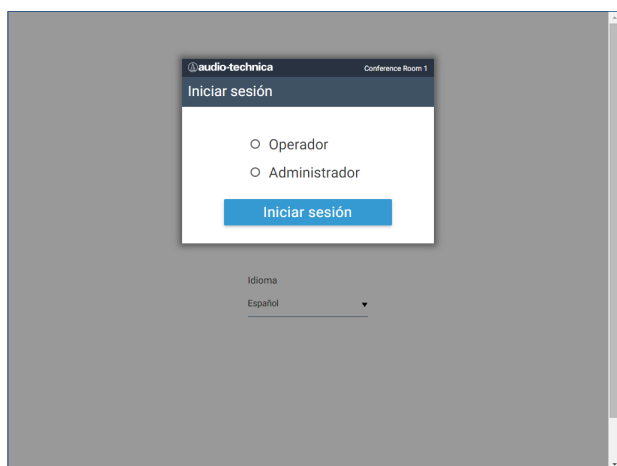 audio-technica Conference Room 1
Iniciar sesión
Operador
Administrador
Iniciar sesión
Idioma
Español